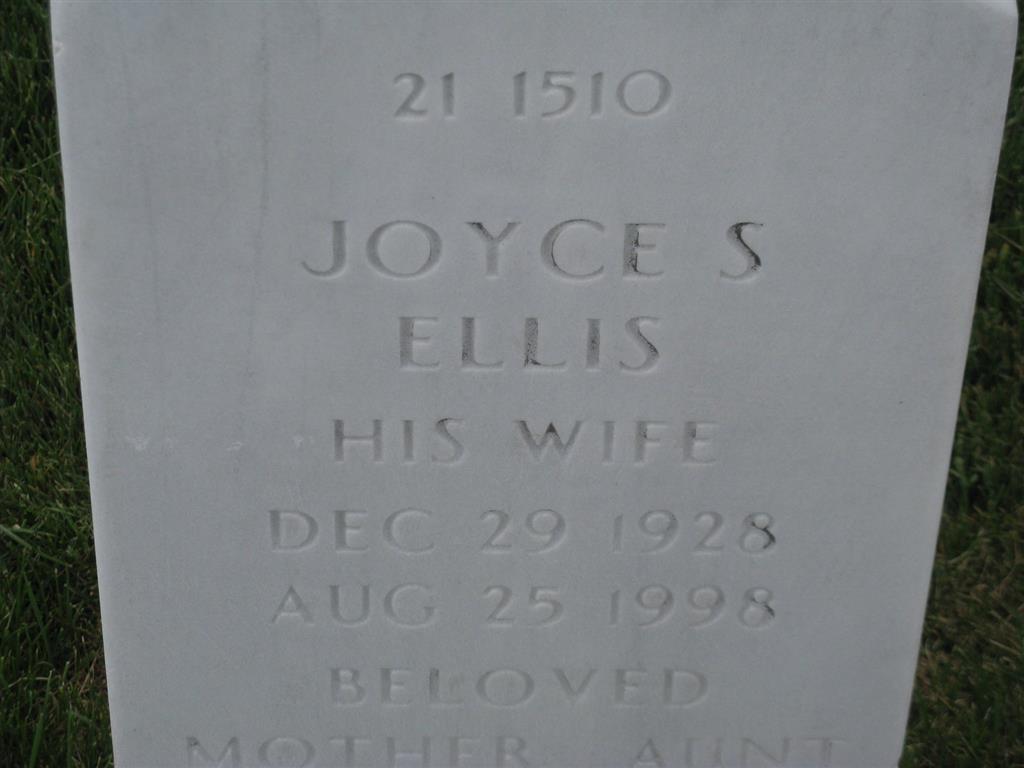 21 1510
JOYCE S
ELLIS
HIS WIFE
DEC 29 1928
AUG 25 1998
BELOVED
MOTHER AUNT